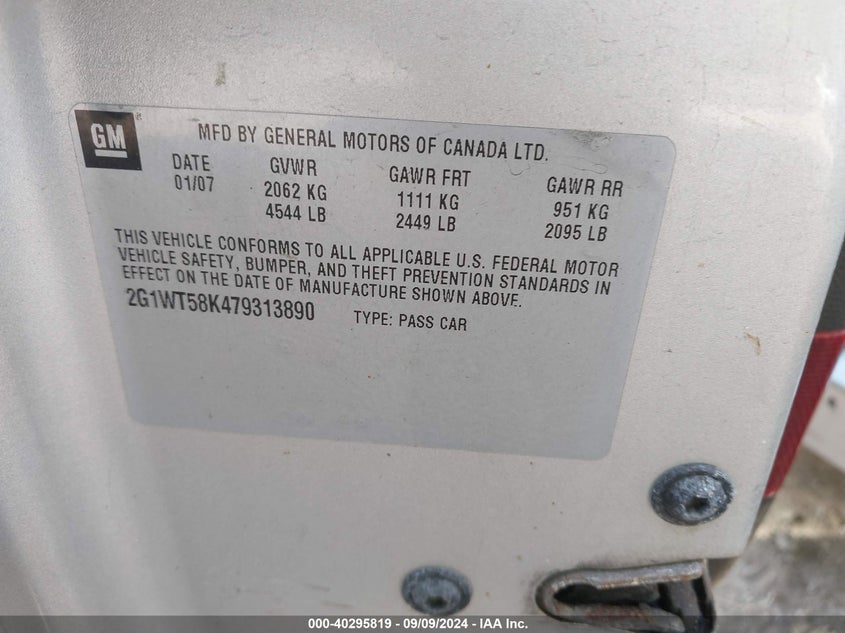 GM
MFD BY GENERAL MOTORS OF CANADA LTD.
DATE GVWR GAWR FRT GAWR RR
01/07 2062 KG 1111 KG 951 KG
4544 LB 2449 LB 2095 LB
THIS VEHICLE CONFORMS TO ALL APPLICABLE U.S. FEDERAL MOTOR
VEHICLE SAFETY, BUMPER, AND THEFT PREVENTION STANDARDS IN
EFFECT ON THE DATE OF MANUFACTURE SHOWN ABOVE.
2G1WT58K479313890 TYPE: PASS CAR
000-40295819 - 09/09/2024 - IAA Inc.